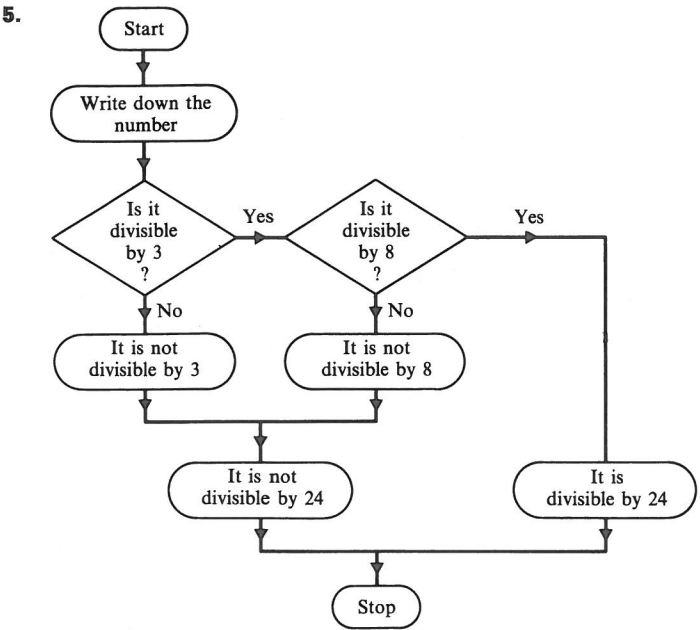 5.
Start
Write down the
number
Is it
divisible
by 3
?
Yes
Is it
divisible
by 8
?
Yes
No
No
It is not
divisible by 3
It is not
divisible by 8
It is not
divisible by 24
It is
divisible by 24
Stop